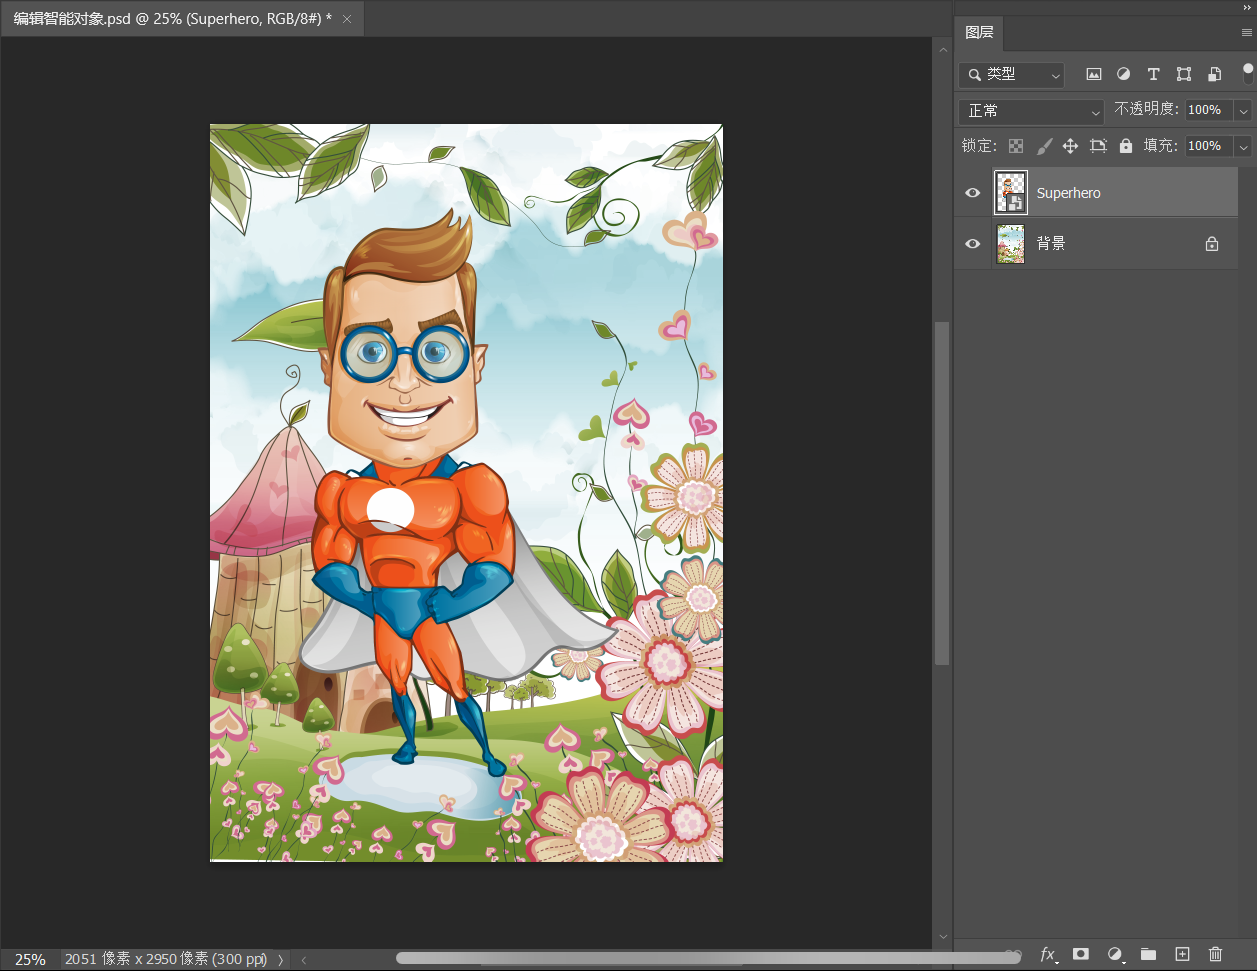 编辑智能对象.psd @ 25% (Superhero, RGB/8#) *
图层
类型
正常
不透明度: 100%
锁定:
填充: 100%
Superhero
背景
fx
25%
2051 像素 x 2950 像素 (300 ppi)